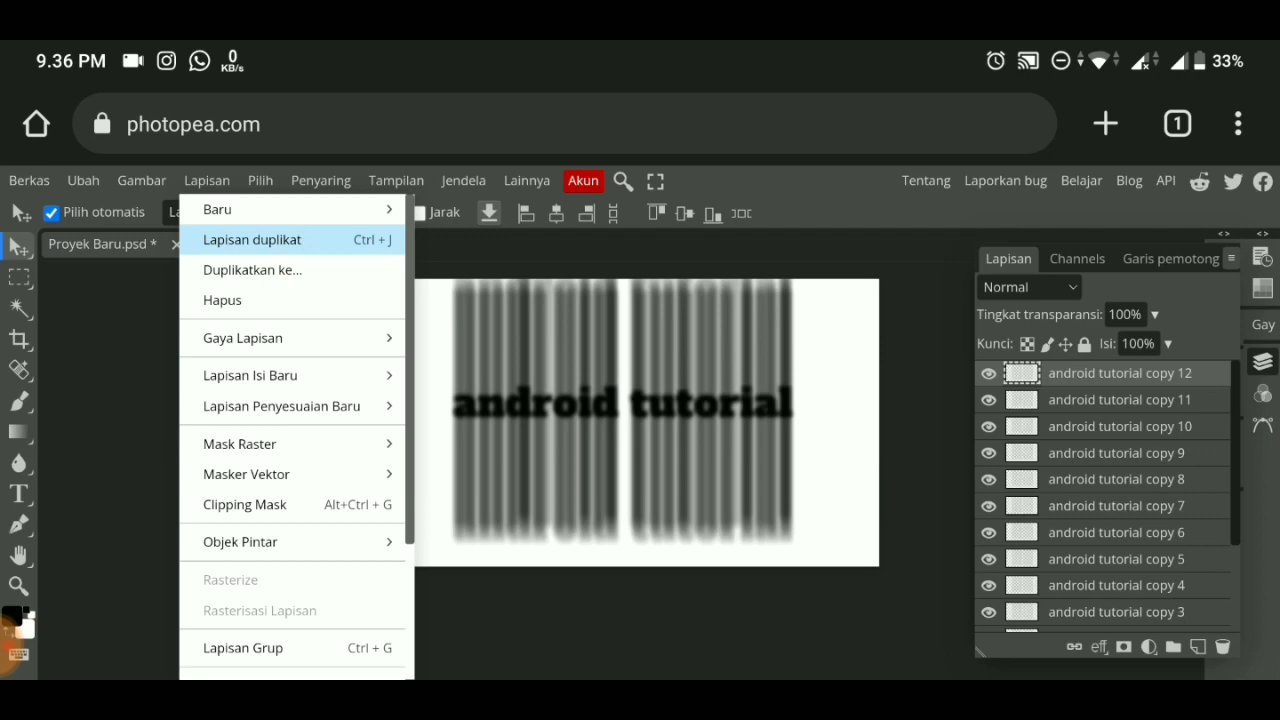 9.36 PM 0 KB/s 33%
photopea.com 1
Berkas Ubah Gambar Lapisan Pilih Penyaring Tampilan Jendela Lainnya Akun Tentang Laporkan bug Belajar Blog API
Pilih otomatis La Jarak
Proyek Baru.psd *
Baru
Lapisan duplikat Ctrl + J
Duplikatkan ke...
Hapus
Gaya Lapisan
Lapisan Isi Baru
Lapisan Penyesuaian Baru
Mask Raster
Masker Vektor
Clipping Mask Alt+Ctrl + G
Objek Pintar
Rasterize
Rasterisasi Lapisan
Lapisan Grup Ctrl + G
android tutorial
Lapisan Channels Garis pemotong
Normal
Tingkat transparansi: 100%
Kunci: Isi: 100%
android tutorial copy 12
android tutorial copy 11
android tutorial copy 10
android tutorial copy 9
android tutorial copy 8
android tutorial copy 7
android tutorial copy 6
android tutorial copy 5
android tutorial copy 4
android tutorial copy 3
eff
Gay